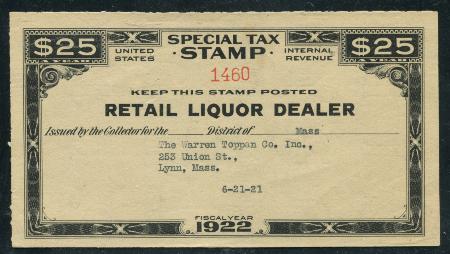 $25 A YEAR SPECIAL TAX $25 A YEAR
UNITED STATES · STAMP · INTERNAL REVENUE
1460
KEEP THIS STAMP POSTED
RETAIL LIQUOR DEALER
Issued by the Collector for the District of Mass
The Warren Toppan Co. Inc.,
253 Union St.,
Lynn, Mass.
6-21-21
FISCAL YEAR
1922